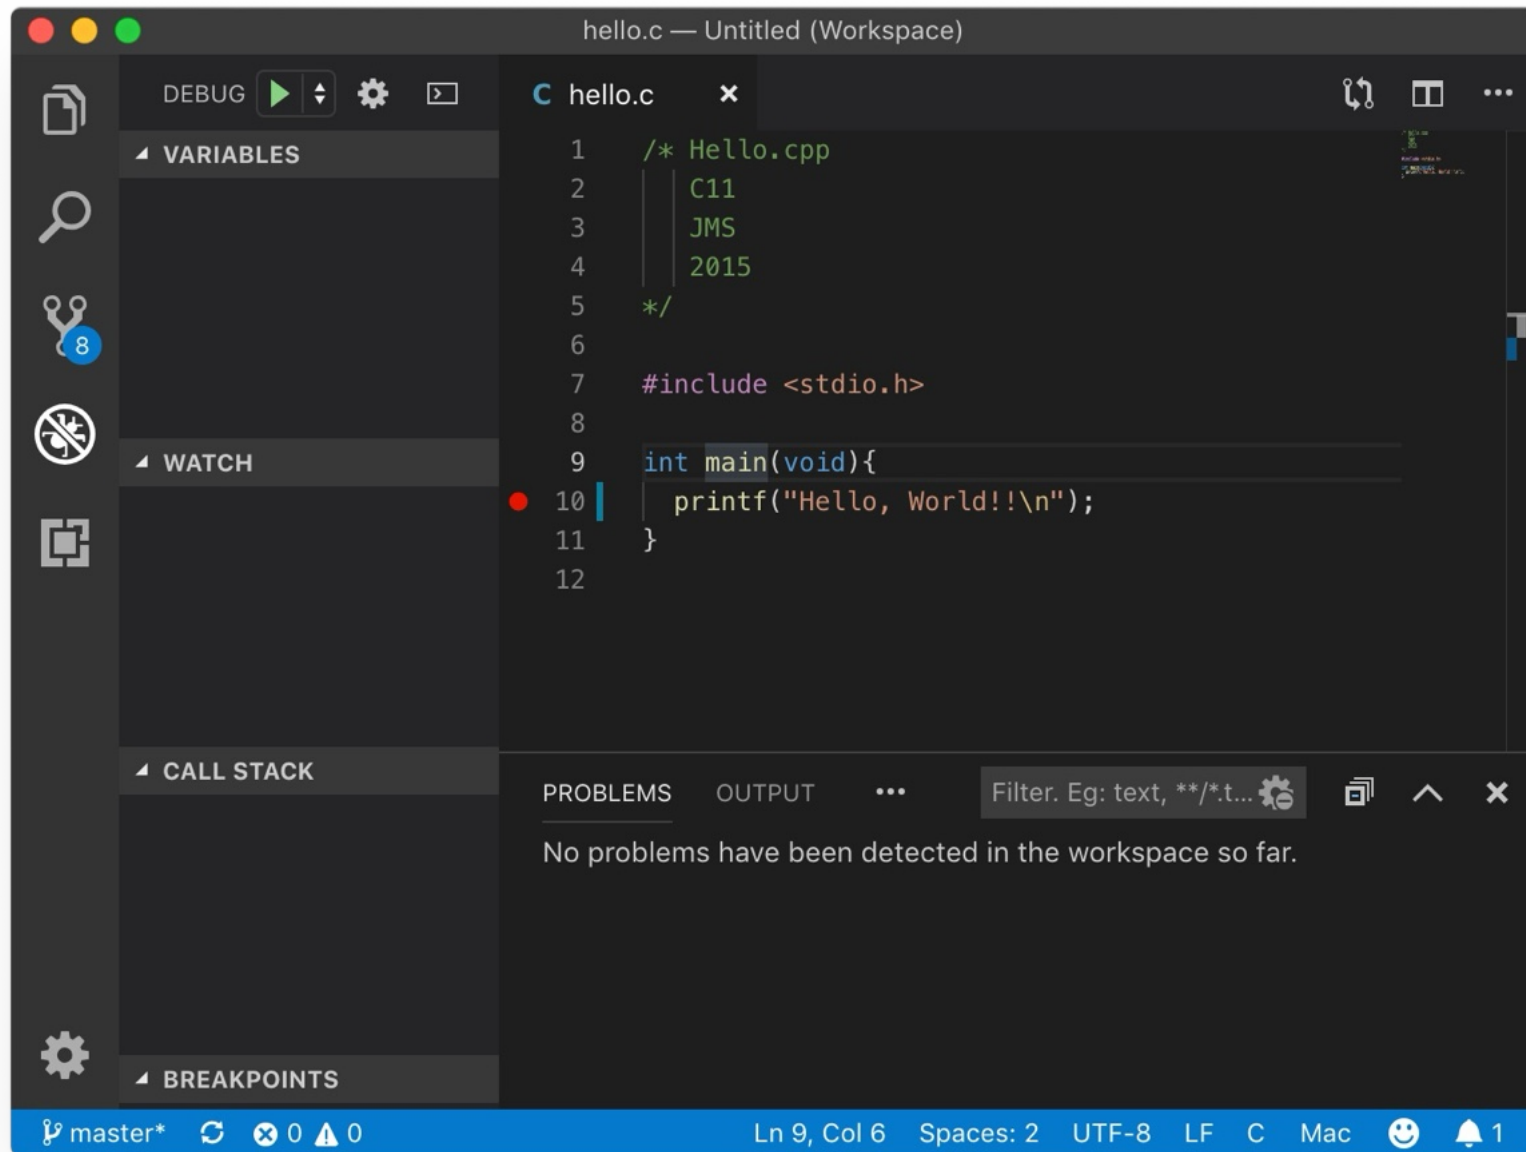 hello.c — Untitled (Workspace)
DEBUG
VARIABLES
WATCH
CALL STACK
BREAKPOINTS
8
C hello.c
1 /* Hello.cpp
2 C11
3 JMS
4 2015
5 */
6
7 #include <stdio.h>
8
9 int main(void){
10 printf("Hello, World!!\n");
11 }
12
PROBLEMS OUTPUT ••• Filter. Eg: text, **/*.t...
No problems have been detected in the workspace so far.
master* 0 0 Ln 9, Col 6 Spaces: 2 UTF-8 LF C Mac 1